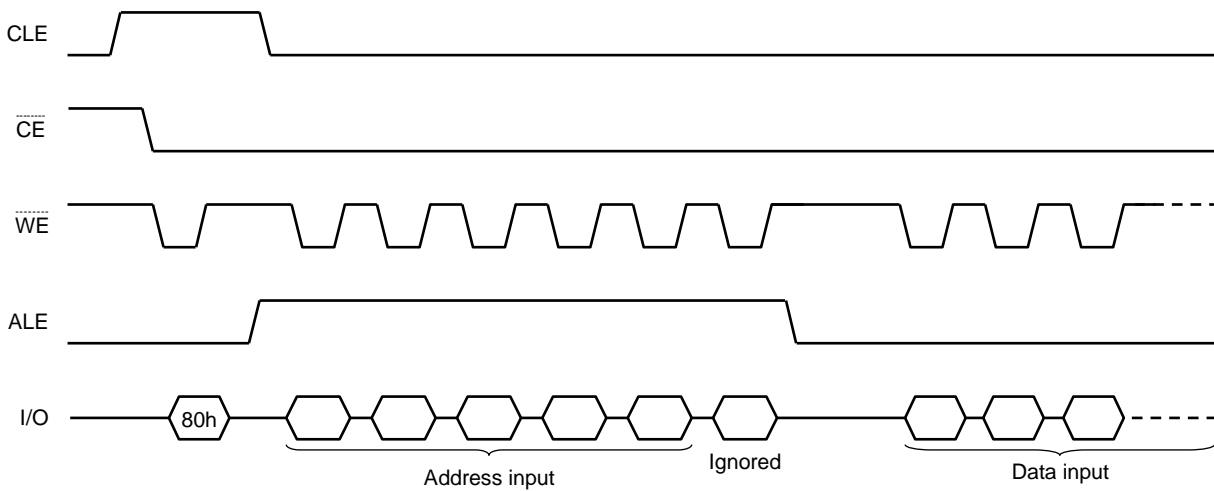 CLE
CE
WE
ALE
I/O
80h
Address input
Ignored
Data input